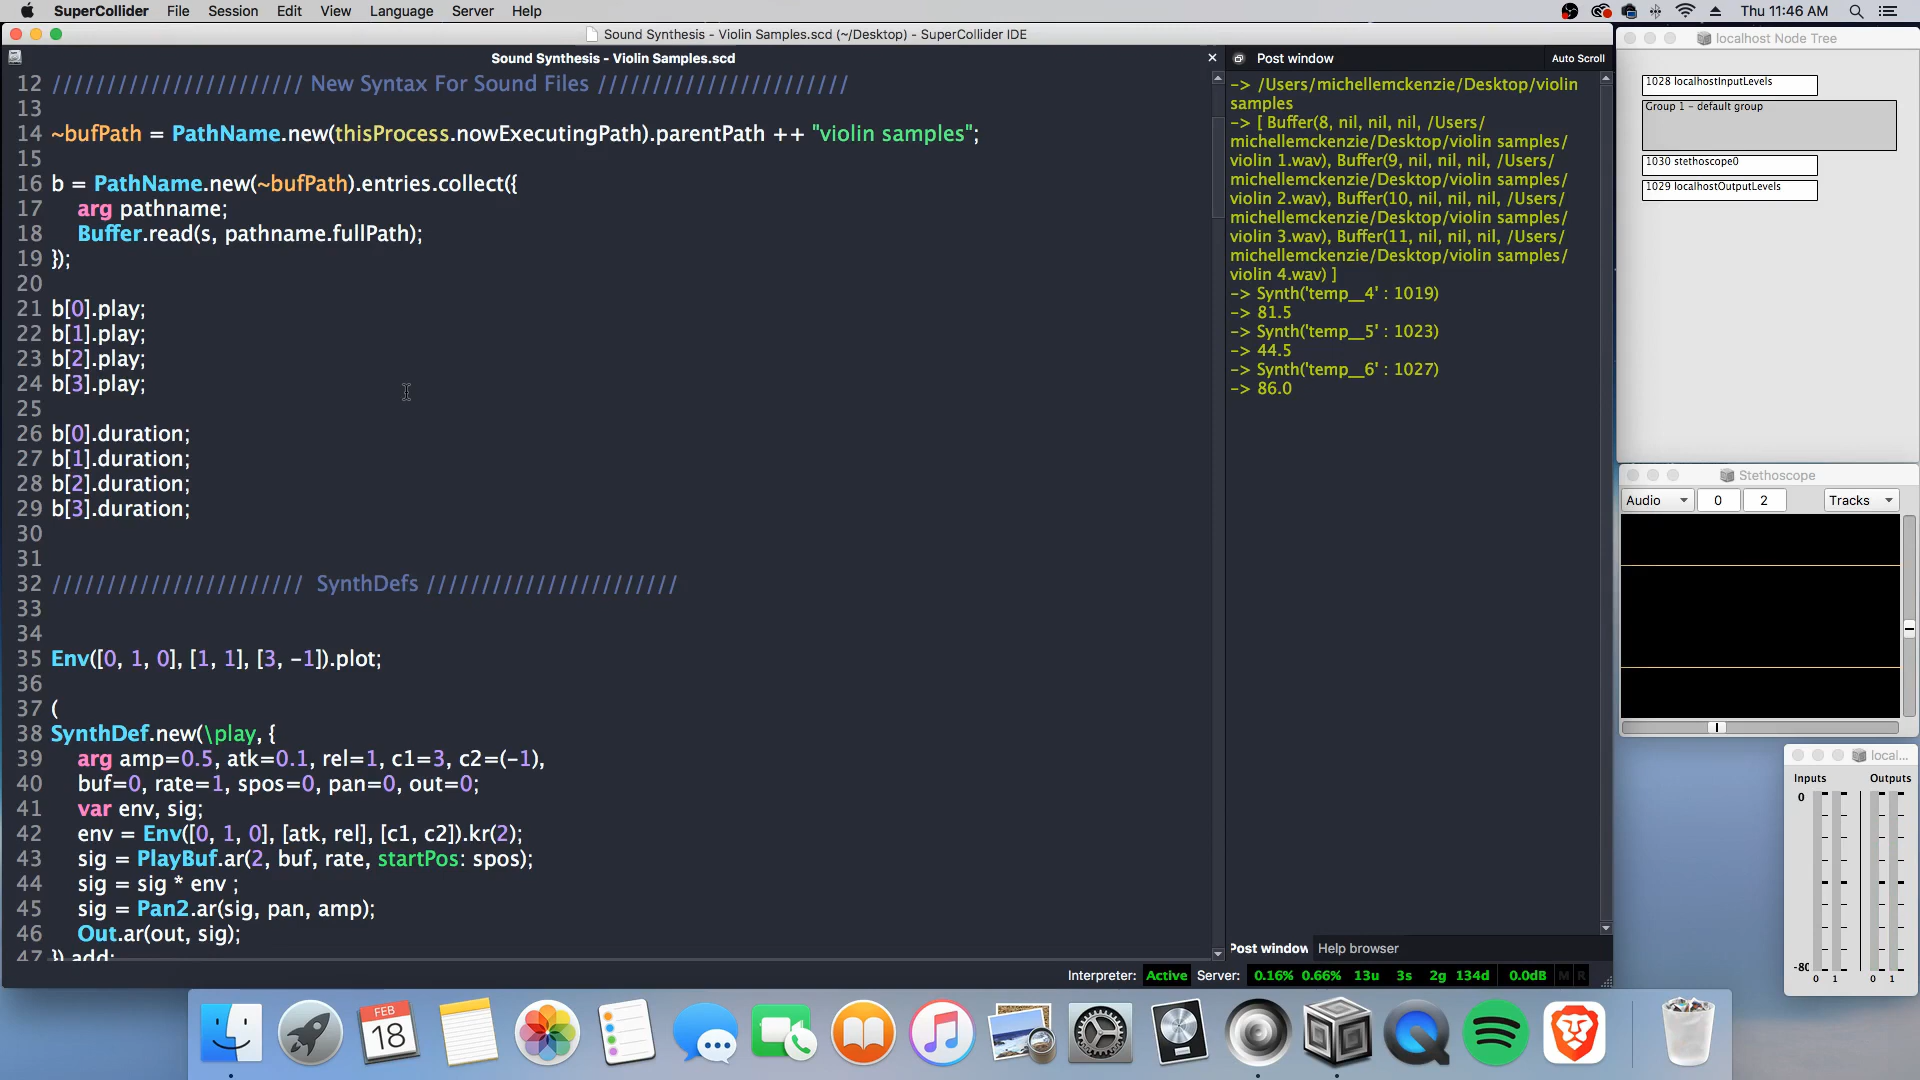 SuperCollider File Session Edit View Language Server Help
Thu 11:46 AM
Sound Synthesis - Violin Samples.scd (~/Desktop) - SuperCollider IDE
Sound Synthesis - Violin Samples.scd
12 /////////////////////// New Syntax For Sound Files ///////////////////////
13
14 ~bufPath = PathName.new(thisProcess.nowExecutingPath).parentPath ++ "violin samples";
15
16 b = PathName.new(~bufPath).entries.collect({
17 arg pathname;
18 Buffer.read(s, pathname.fullPath);
19 });
20
21 b[0].play;
22 b[1].play;
23 b[2].play;
24 b[3].play;
25
26 b[0].duration;
27 b[1].duration;
28 b[2].duration;
29 b[3].duration;
30
31
32 /////////////////////// SynthDefs ///////////////////////
33
34
35 Env([0, 1, 0], [1, 1], [3, -1]).plot;
36
37 (
38 SynthDef.new(\play, {
39 arg amp=0.5, atk=0.1, rel=1, c1=3, c2=(-1),
40 buf=0, rate=1, spos=0, pan=0, out=0;
41 var env, sig;
42 env = Env([0, 1, 0], [atk, rel], [c1, c2]).kr(2);
43 sig = PlayBuf.ar(2, buf, rate, startPos: spos);
44 sig = sig * env ;
45 sig = Pan2.ar(sig, pan, amp);
46 Out.ar(out, sig);
47 }).add;
Post window
Auto Scroll
-> /Users/michellemckenzie/Desktop/violin
samples
-> [ Buffer(8, nil, nil, nil, /Users/
michellemckenzie/Desktop/violin samples/
violin 1.wav), Buffer(9, nil, nil, nil, /Users/
michellemckenzie/Desktop/violin samples/
violin 2.wav), Buffer(10, nil, nil, nil, /Users/
michellemckenzie/Desktop/violin samples/
violin 3.wav), Buffer(11, nil, nil, nil, /Users/
michellemckenzie/Desktop/violin samples/
violin 4.wav) ]
-> Synth('temp__4' : 1019)
-> 81.5
-> Synth('temp__5' : 1023)
-> 44.5
-> Synth('temp__6' : 1027)
-> 86.0
Post window Help browser
Interpreter: Active Server: 0.16% 0.66% 13u 3s 2g 134d 0.0dB M R
localhost Node Tree
1028 localhostInputLevels
Group 1 - default group
1030 stethoscope0
1029 localhostOutputLevels
Stethoscope
Audio 0 2 Tracks
local...
Inputs Outputs
0
-80
0 1 0 1
FEB
18